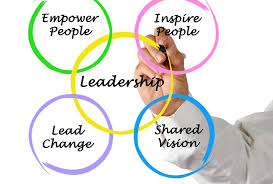 Empower
People
Inspire
People
Leadership
Lead
Change
Shared
Vision